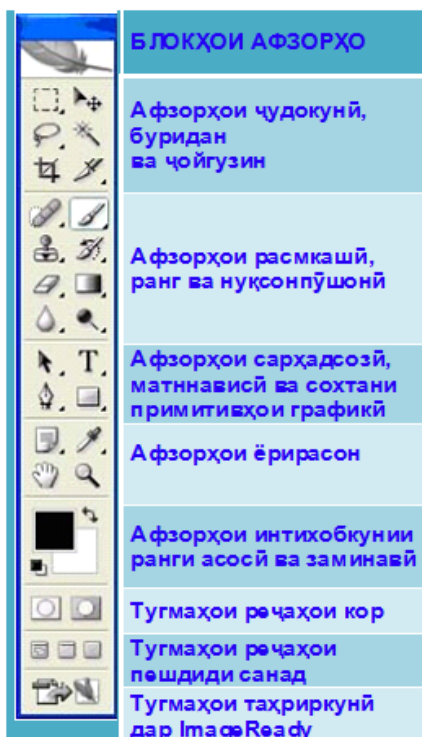 БЛОКҲОИ АФЗОРҲО
Афзорҳои ҷудокунӣ,
буридан
ва ҷойгузин
Афзорҳои расмкашӣ,
ранг ва нуқсонпӯшонӣ
Афзорҳои сарҳадсозӣ,
матннависӣ ва сохтани
примитивҳои графикӣ
Афзорҳои ёрирасон
Афзорҳои интихобкунии
ранги асосӣ ва заминавӣ
Тугмаҳои реҷаҳои кор
Тугмаҳои реҷаҳои
пешдиди санад
Тугмаҳои таҳриркунӣ
дар ImageReady